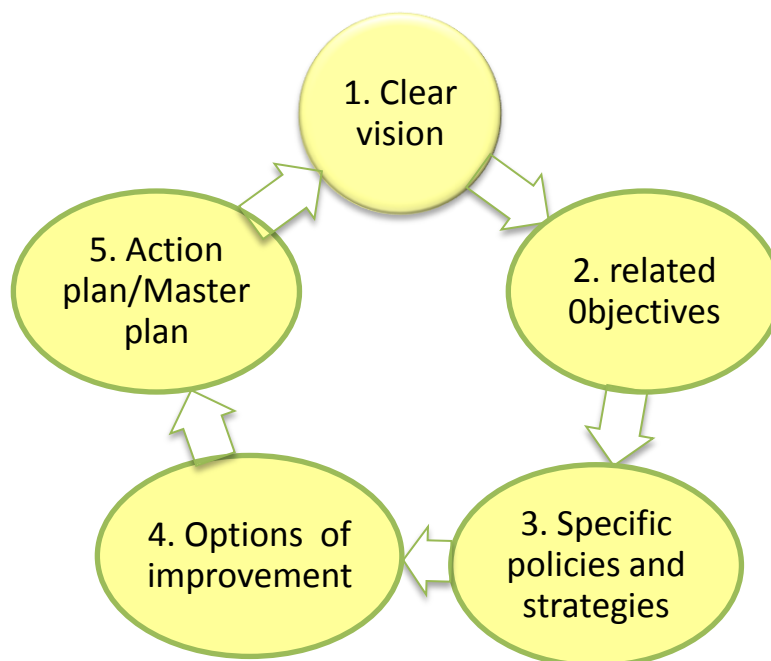 1. Clear
vision
2. related
0bjectives
3. Specific
policies and
strategies
4. Options  of
improvement
5. Action
plan/Master
plan